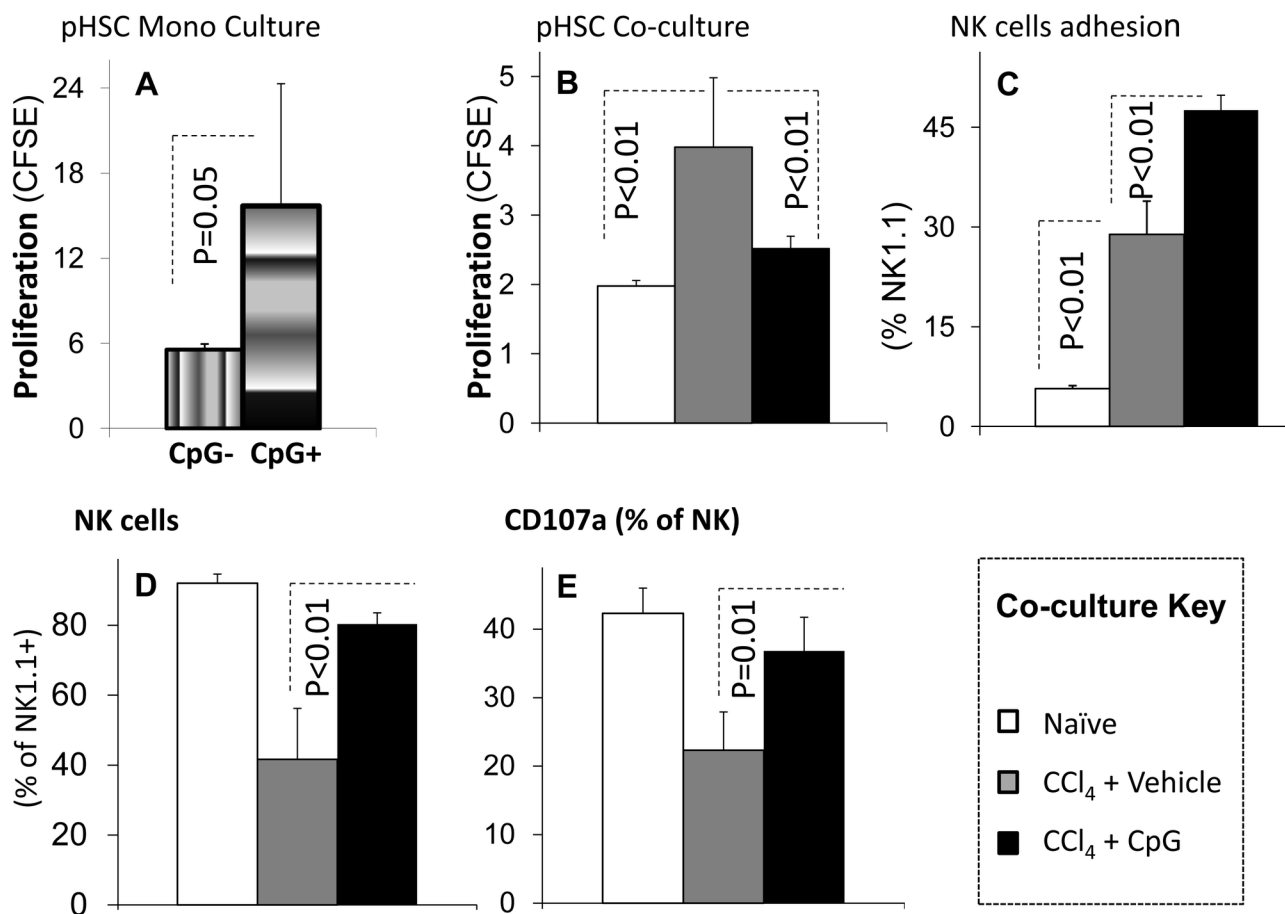 pHSC Mono Culture
A
Proliferation (CFSE)
24
18
12
6
0
P=0.05
CpG-
CpG+
pHSC Co-culture
B
Proliferation (CFSE)
5
4
3
2
1
0
P<0.01
P<0.01
NK cells adhesion
C
(% NK1.1)
45
30
15
0
P<0.01
P<0.01
NK cells
D
(% of NK1.1+)
80
60
40
20
0
P<0.01
CD107a (% of NK)
E
40
30
20
10
0
P=0.01
Co-culture Key
Naïve
CCl₄ + Vehicle
CCl₄ + CpG